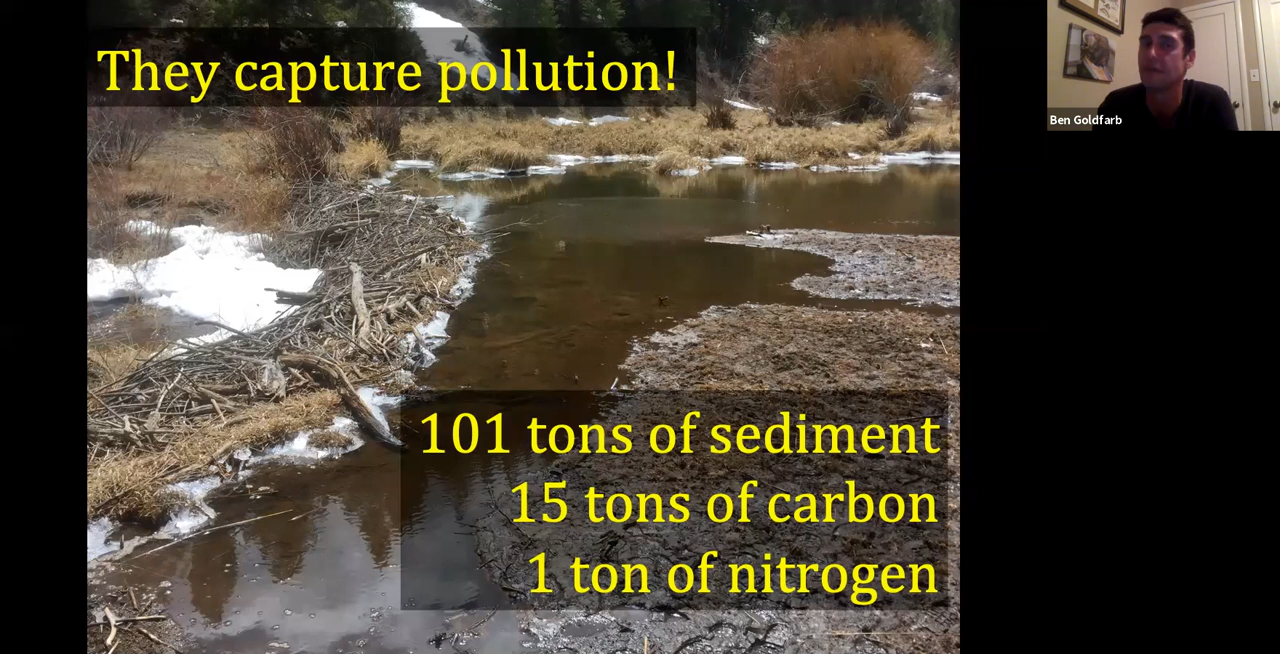 They capture pollution!
Ben Goldfarb
101 tons of sediment
15 tons of carbon
1 ton of nitrogen